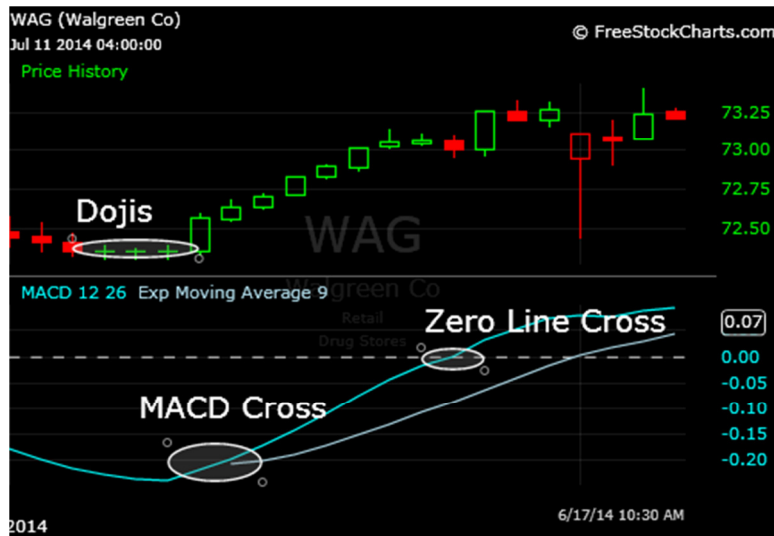 WAG (Walgreen Co)
© FreeStockCharts.com
Jul 11 2014 04:00:00
Price History
73.25
73.00
72.75
72.50
Dojis
WAG
Walgreen Co
Retail
Drug Stores
MACD 12 26 Exp Moving Average 9
Zero Line Cross
0.07
0.00
-0.05
-0.10
-0.15
-0.20
MACD Cross
6/17/14 10:30 AM
2014